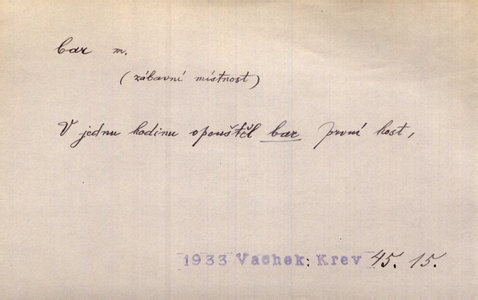 bar m.
(zábavní místnost)
V jednu hodinu opouštěl bar první host,
1933 Vachek: Krev 45. 15.